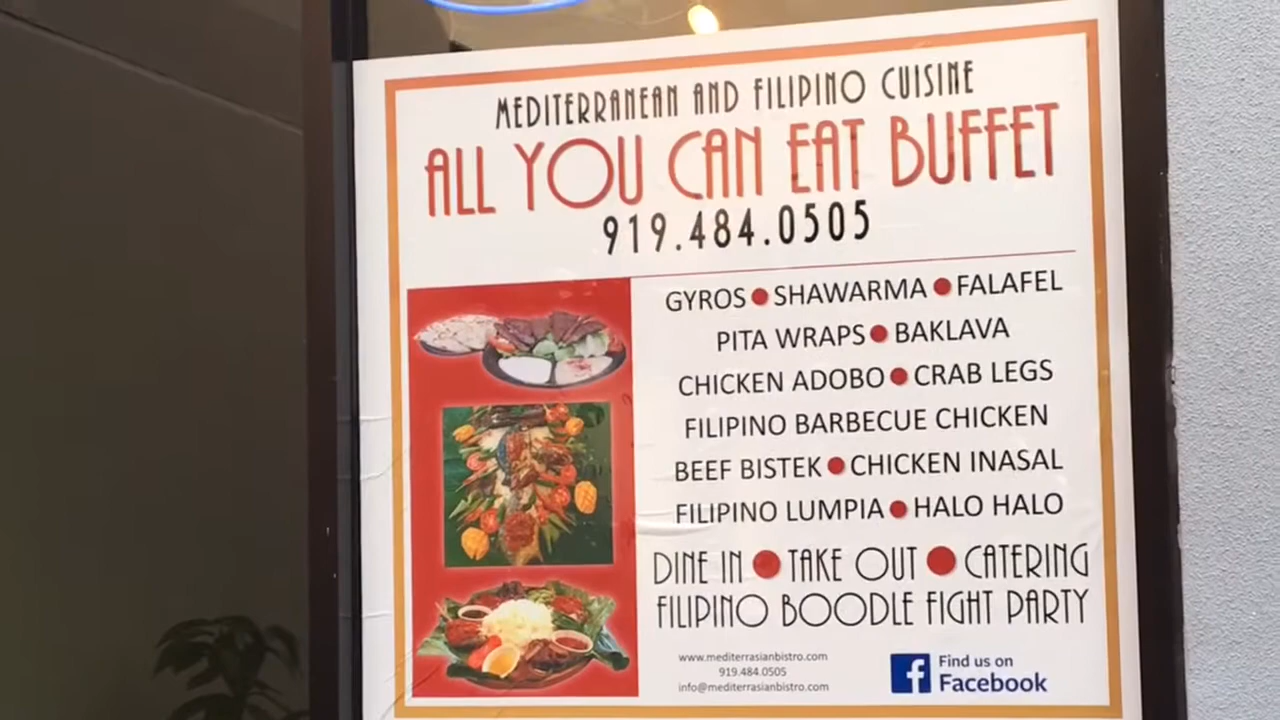 MEDITERRANEAN AND FILIPINO CUISINE
ALL YOU CAN EAT BUFFET
919.484.0505
GYROS ● SHAWARMA ● FALAFEL
PITA WRAPS ● BAKLAVA
CHICKEN ADOBO ● CRAB LEGS
FILIPINO BARBECUE CHICKEN
BEEF BISTEK ● CHICKEN INASAL
FILIPINO LUMPIA ● HALO HALO
DINE IN ● TAKE OUT ● CATERING
FILIPINO BOODLE FIGHT PARTY
www.mediterrasianbistro.com
919.484.0505
info@mediterrasianbistro.com
f Find us on
Facebook